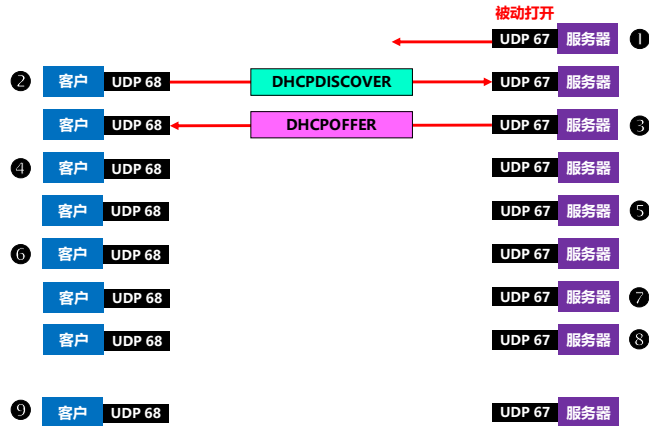 被动打开
UDP 67 服务器 ❶
❷ 客户 UDP 68 DHCPDISCOVER UDP 67 服务器
客户 UDP 68 DHCPOFFER UDP 67 服务器 ❸
❹ 客户 UDP 68 UDP 67 服务器
客户 UDP 68 UDP 67 服务器 ❺
❻ 客户 UDP 68 UDP 67 服务器
客户 UDP 68 UDP 67 服务器 ❼
客户 UDP 68 UDP 67 服务器 ❽
❾ 客户 UDP 68 UDP 67 服务器